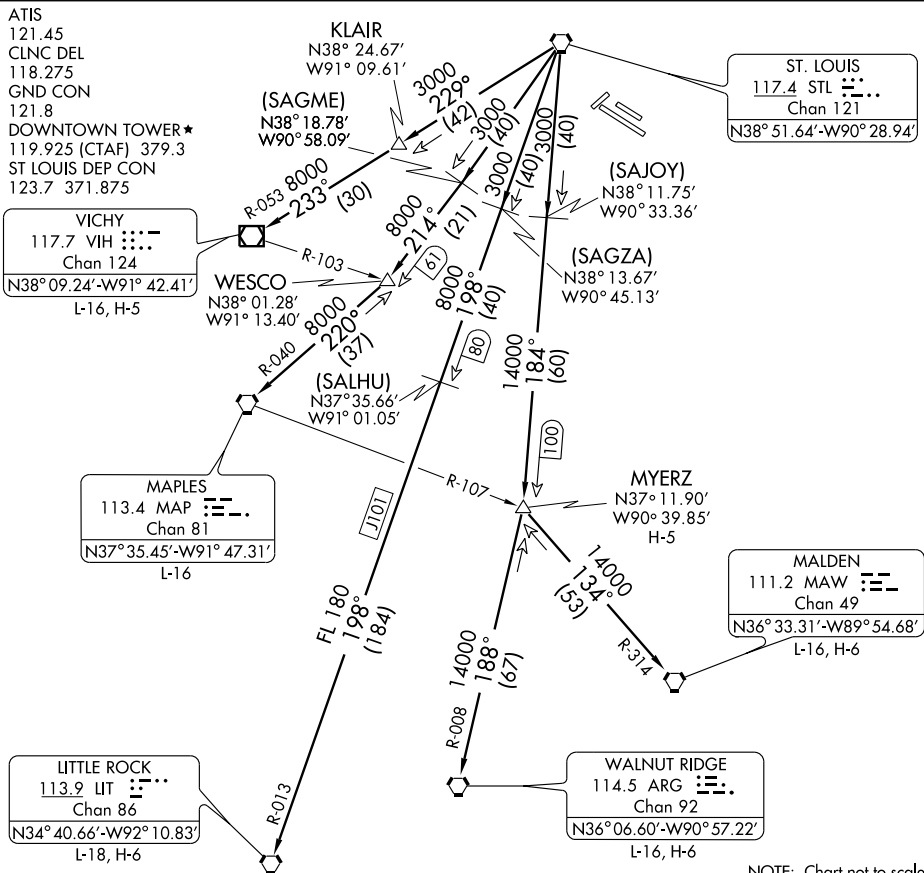 ATIS
121.45
CLNC DEL
118.275
GND CON
121.8
DOWNTOWN TOWER★
119.925 (CTAF) 379.3
ST LOUIS DEP CON
123.7 371.875
KLAIR
N38° 24.67'
W91° 09.61'
(SAGME)
N38° 18.78'
W90° 58.09'
ST. LOUIS
117.4 STL
Chan 121
N38° 51.64'-W90° 28.94'
3000
229°
(42)
3000
(40)
3000
(40)
3000
(40)
(SAJOY)
N38° 11.75'
W90° 33.36'
(SAGZA)
N38° 13.67'
W90° 45.13'
R-053
8000
233°
(30)
VICHY
117.7 VIH
Chan 124
N38° 09.24'-W91° 42.41'
L-16, H-5
R-103
8000
214°
(21)
61
WESCO
N38° 01.28'
W91° 13.40'
8000
198°
(40)
80
14000
184°
(60)
100
R-040
8000
220°
(37)
(SALHU)
N37° 35.66'
W91° 01.05'
MAPLES
113.4 MAP
Chan 81
N37° 35.45'-W91° 47.31'
L-16
R-107
J101
MYERZ
N37° 11.90'
W90° 39.85'
H-5
FL 180
198°
(184)
14000
134°
(53)
R-314
MALDEN
111.2 MAW
Chan 49
N36° 33.31'-W89° 54.68'
L-16, H-6
14000
188°
(67)
R-008
LITTLE ROCK
113.9 LIT
Chan 86
N34° 40.66'-W92° 10.83'
L-18, H-6
R-013
WALNUT RIDGE
114.5 ARG
Chan 92
N36° 06.60'-W90° 57.22'
L-16, H-6
NOTE: Chart not to scale